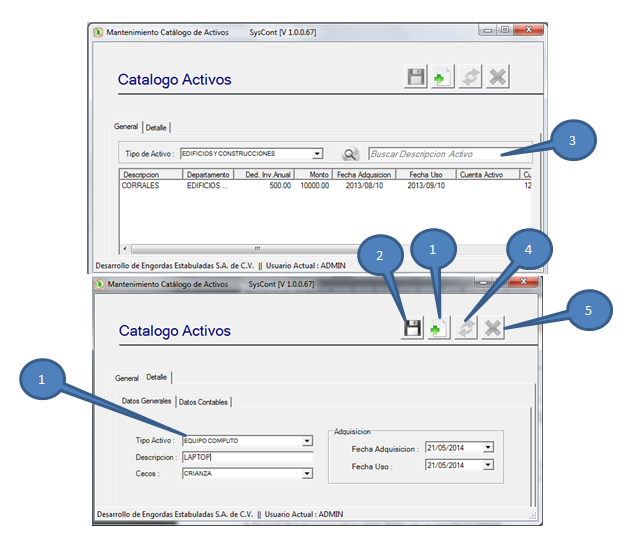 Mantenimiento Catálogo de Activos SysCont [V 1.0.0.67]
Catalogo Activos
General Detalle
3
Tipo de Activo : EDIFICIOS Y CONSTRUCCIONES Buscar Descripcion Activo
Descripcion Departamento Ded. Inv.Anual Monto Fecha Adquisicion Fecha Uso Cuenta Activo Cu
CORRALES EDIFICIOS ... 500.00 10000.00 2013/08/10 2013/09/10 12
Desarrollo de Engordas Estabuladas S.A. de C.V. || Usuario Actual : ADMIN
2 1 4
Mantenimiento Catálogo de Activos SysCont [V 1.0.0.67]
5
Catalogo Activos
General Detalle
1
Datos Generales Datos Contables
Adquisicion
Tipo Activo : EQUIPO COMPUTO
Fecha Adquisicion : 21/05/2014
Descripcion : LAPTOP
Fecha Uso : 21/05/2014
Cecos : CRIANZA
Desarrollo de Engordas Estabuladas S.A. de C.V. || Usuario Actual : ADMIN